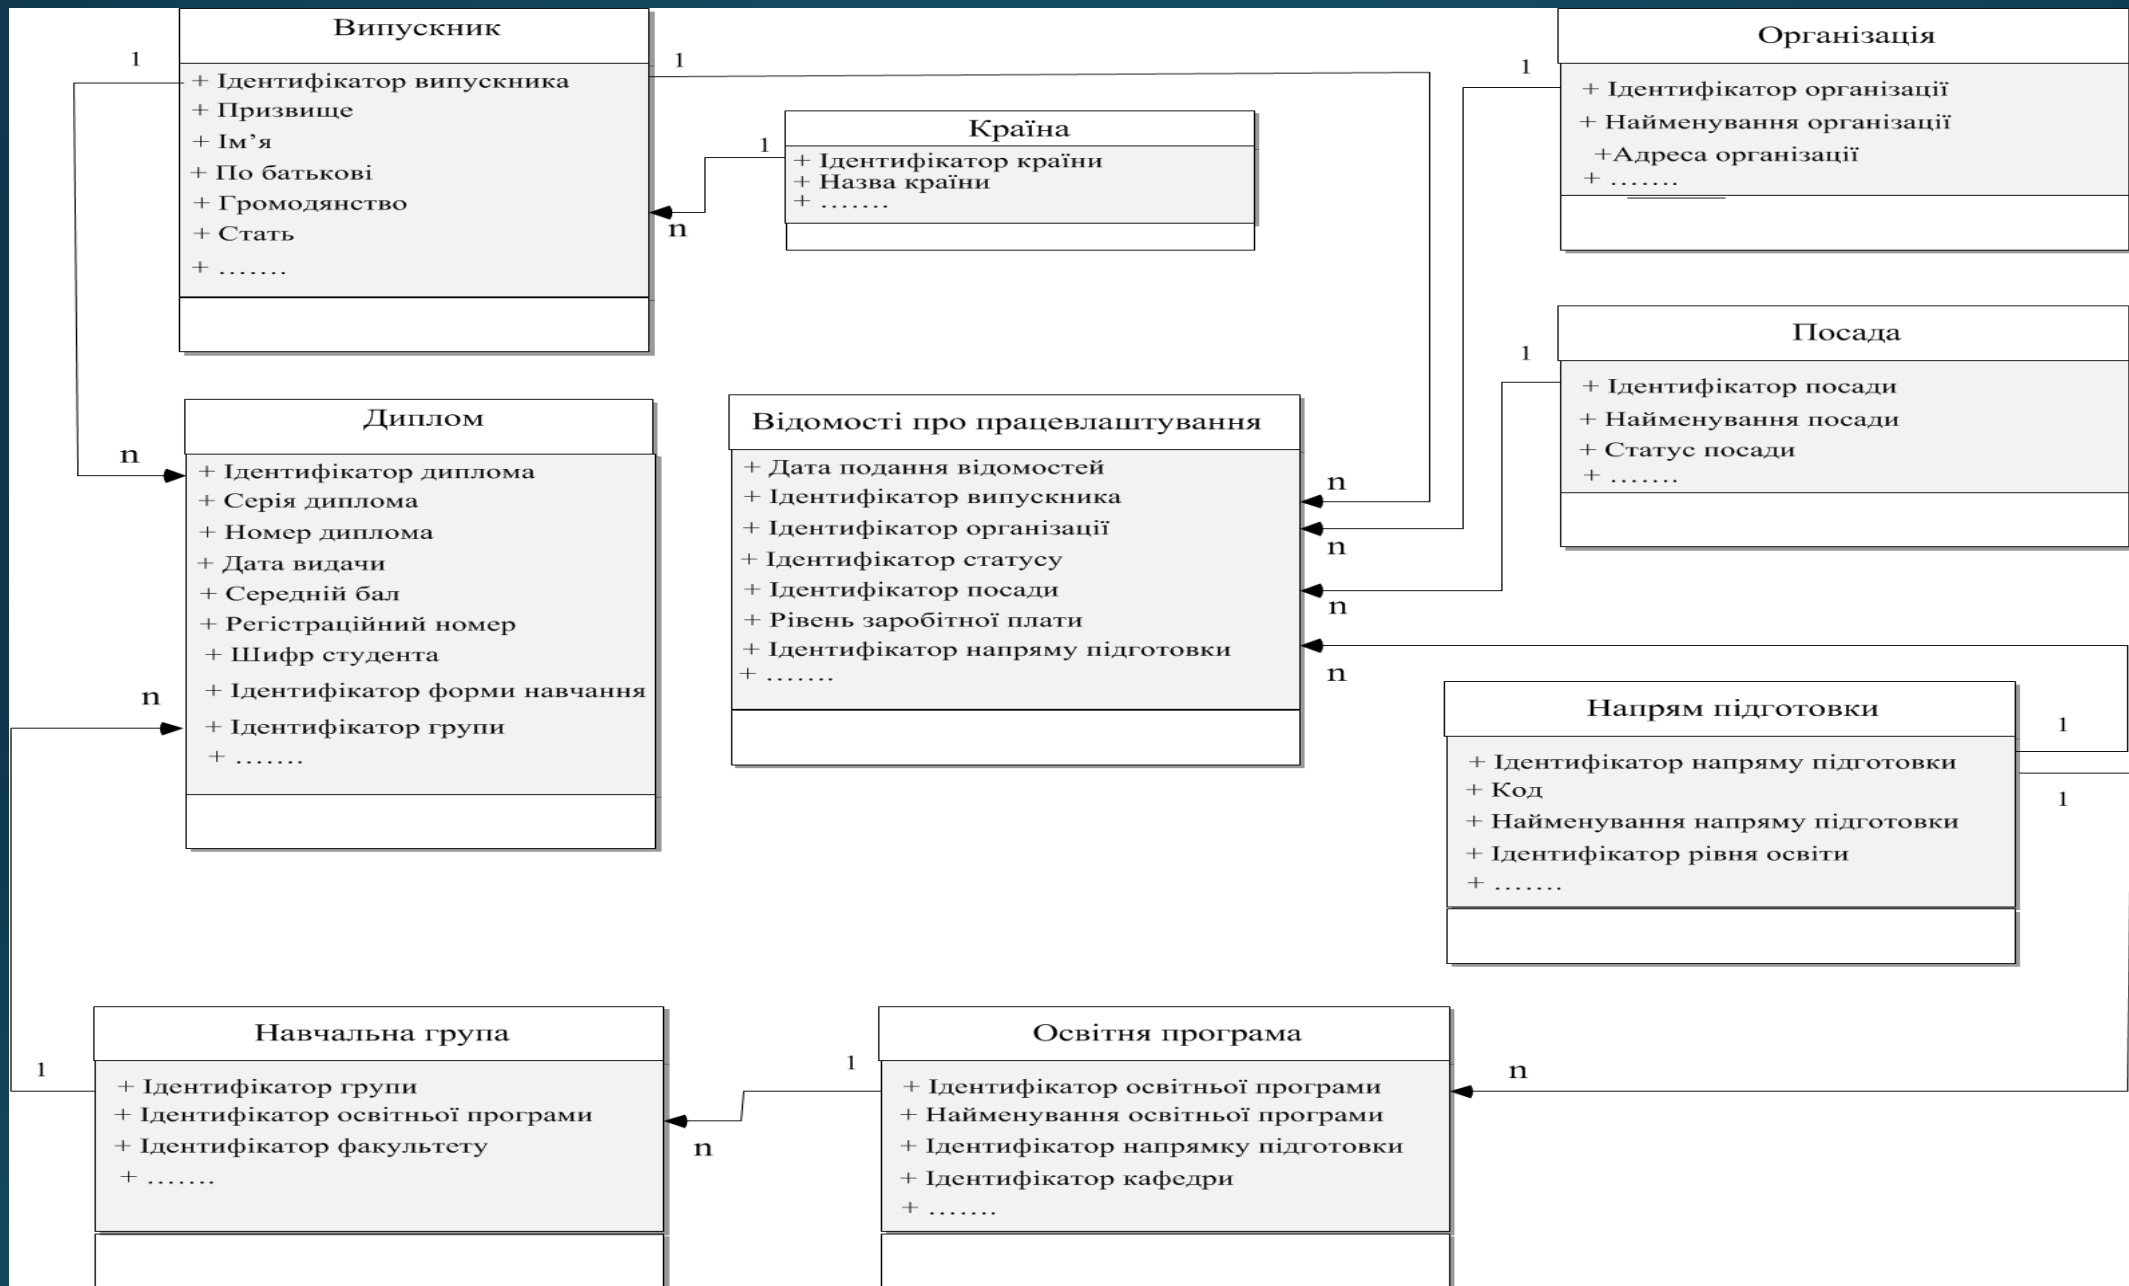 Випускник
1
+ Ідентифікатор випускника
+ Призвище
+ Ім’я
+ По батькові
+ Громодянство
+ Стать
+ .......
1
n
Країна
1
+ Ідентифікатор країни
+ Назва країни
+ .......
Організація
1
+ Ідентифікатор організації
+ Найменування організації
+Адреса організації
+ .......
Посада
1
+ Ідентифікатор посади
+ Найменування посади
+ Статус посади
+ .......
Диплом
n
+ Ідентифікатор диплома
+ Серія диплома
+ Номер диплома
+ Дата видачи
+ Середній бал
+ Регістраційний номер
+ Шифр студента
+ Ідентифікатор форми навчання
n
+ Ідентифікатор групи
+ .......
Відомості про працевлаштування
+ Дата подання відомостей
+ Ідентифікатор випускника
+ Ідентифікатор організації
+ Ідентифікатор статусу
+ Ідентифікатор посади
+ Рівень заробітної плати
+ Ідентифікатор напряму підготовки
+ .......
n
n
n
n
Напрям підготовки
1
+ Ідентифікатор напряму підготовки
+ Код
+ Найменування напряму підготовки
+ Ідентифікатор рівня освіти
+ .......
1
Навчальна група
1
+ Ідентифікатор групи
+ Ідентифікатор освітньої програми
+ Ідентифікатор факультету
+ .......
n
Освітня програма
1
+ Ідентифікатор освітньої програми
+ Найменування освітньої програми
+ Ідентифікатор напрямку підготовки
+ Ідентифікатор кафедри
+ .......
n